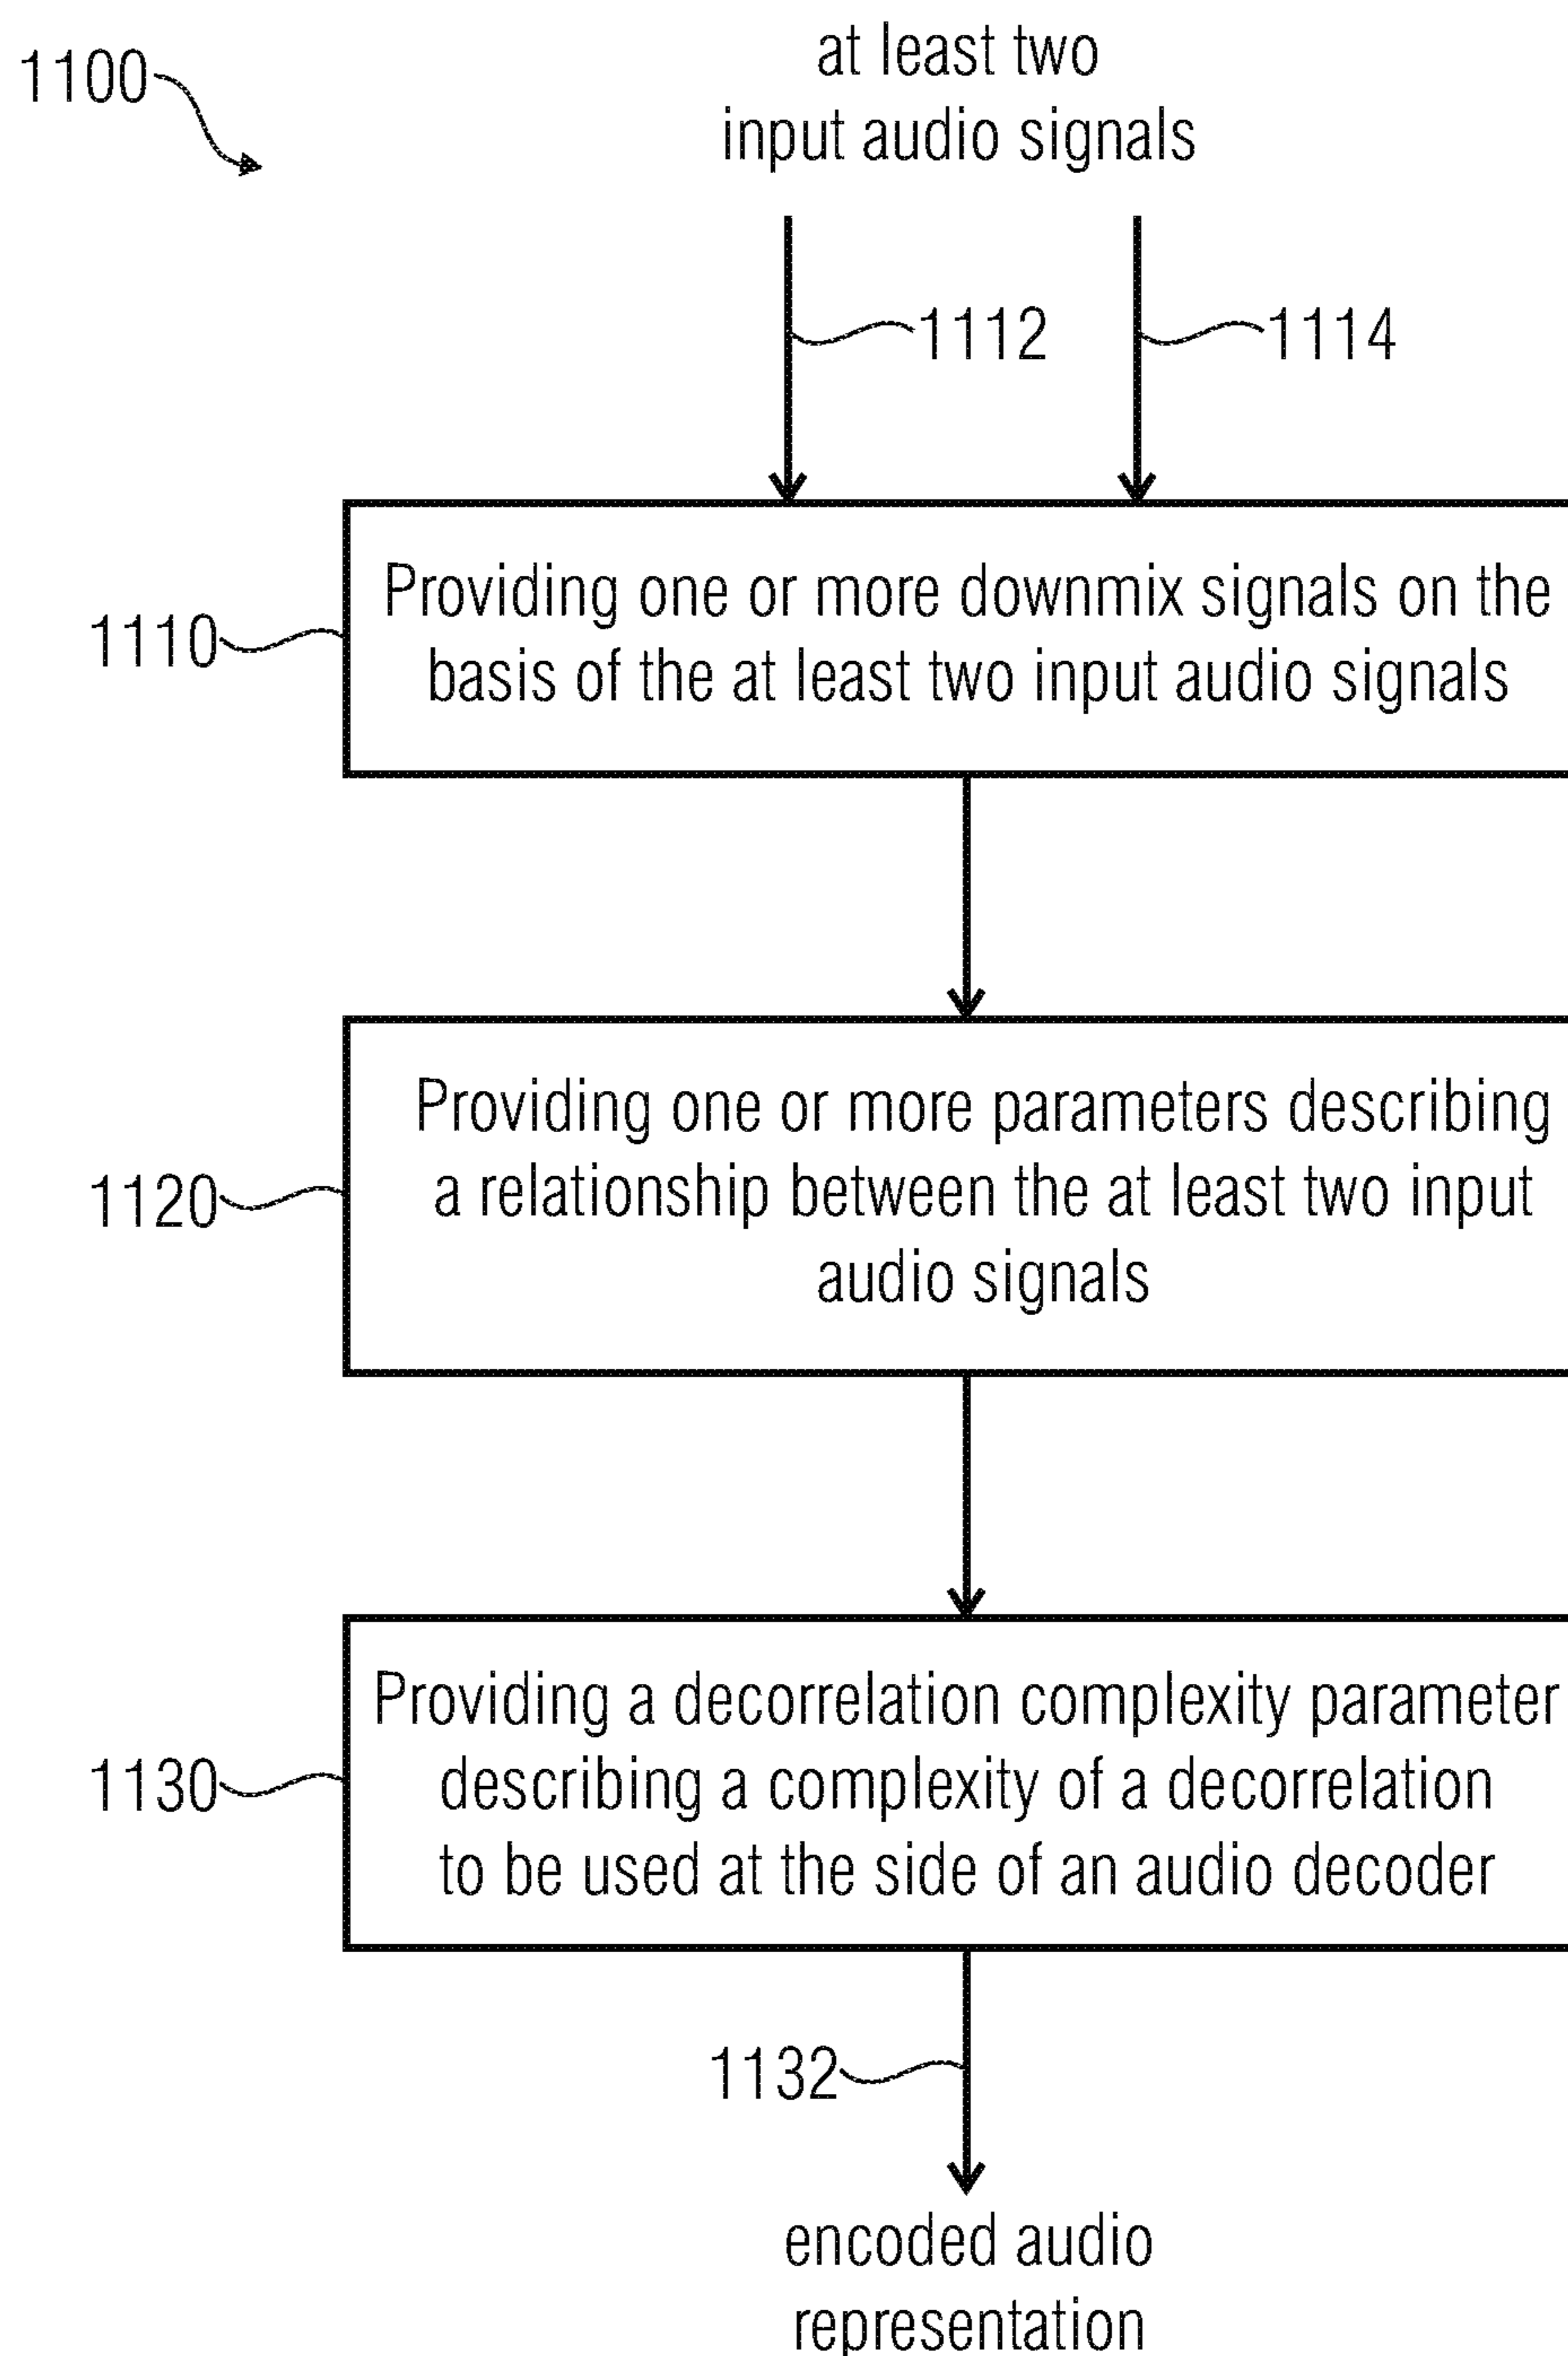 1100
at least two
input audio signals
1112
1114
Providing one or more downmix signals on the
basis of the at least two input audio signals
1110
Providing one or more parameters describing
a relationship between the at least two input
audio signals
1120
Providing a decorrelation complexity parameter
describing a complexity of a decorrelation
to be used at the side of an audio decoder
1130
1132
encoded audio
representation